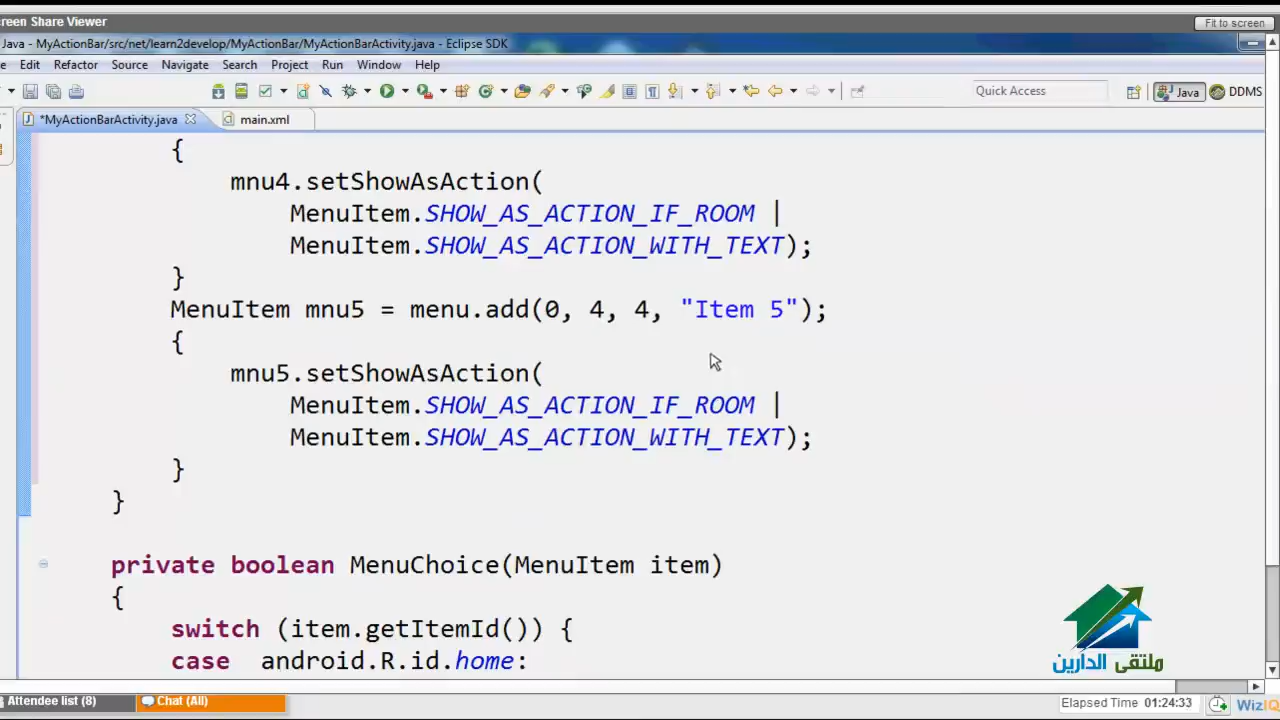 creen Share Viewer
Fit to screen
Java - MyActionBar/src/net/learn2develop/MyActionBar/MyActionBarActivity.java - Eclipse SDK
e Edit Refactor Source Navigate Search Project Run Window Help
Quick Access
Java
DDMS
*MyActionBarActivity.java
main.xml
{
mnu4.setShowAsAction(
MenuItem.SHOW_AS_ACTION_IF_ROOM |
MenuItem.SHOW_AS_ACTION_WITH_TEXT);
}
MenuItem mnu5 = menu.add(0, 4, 4, "Item 5");
{
mnu5.setShowAsAction(
MenuItem.SHOW_AS_ACTION_IF_ROOM |
MenuItem.SHOW_AS_ACTION_WITH_TEXT);
}
}
private boolean MenuChoice(MenuItem item)
{
switch (item.getItemId()) {
case android.R.id.home:
ملتقى الدارين
Attendee list (8)
Chat (All)
Elapsed Time 01:24:33
WizIQ